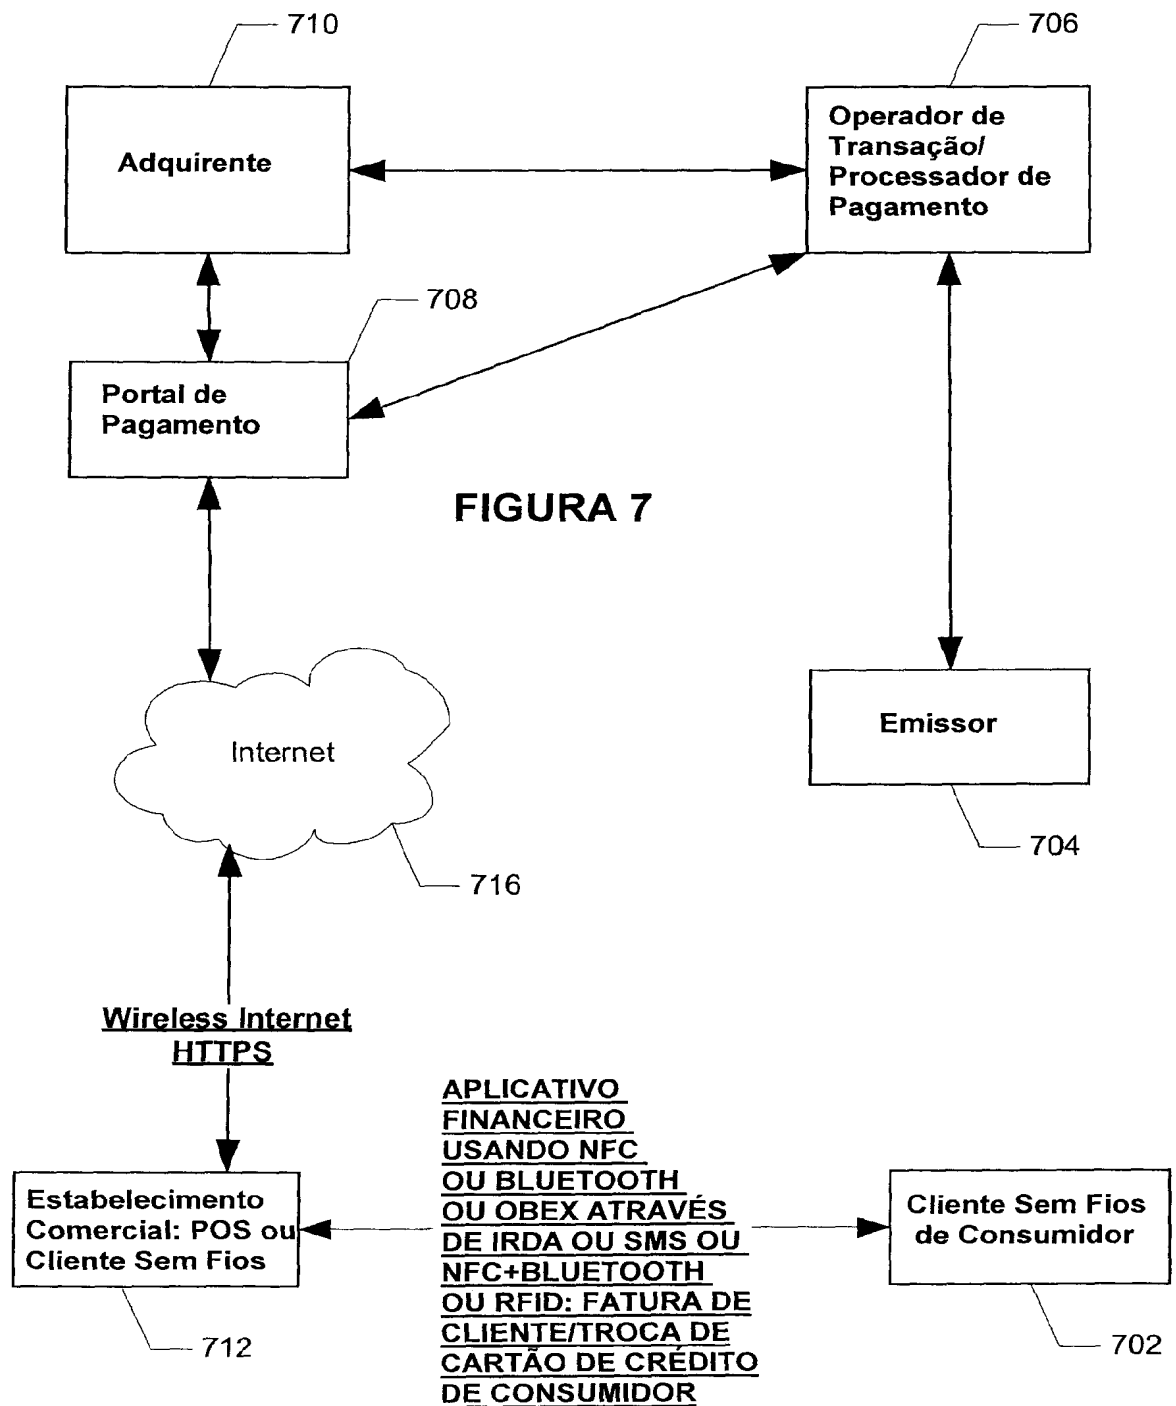 710
706
Adquirente
Operador de
Transação/
Processador de
Pagamento
708
Portal de
Pagamento
FIGURA 7
Internet
Emissor
704
716
Wireless Internet
HTTPS
APLICATIVO
FINANCEIRO
USANDO NFC
OU BLUETOOTH
OU OBEX ATRAVÉS
DE IRDA OU SMS OU
NFC+BLUETOOTH
OU RFID: FATURA DE
CLIENTE/TROCA DE
CARTÃO DE CRÉDITO
DE CONSUMIDOR
Estabelecimento
Comercial: POS ou
Cliente Sem Fios
Cliente Sem Fios
de Consumidor
712
702